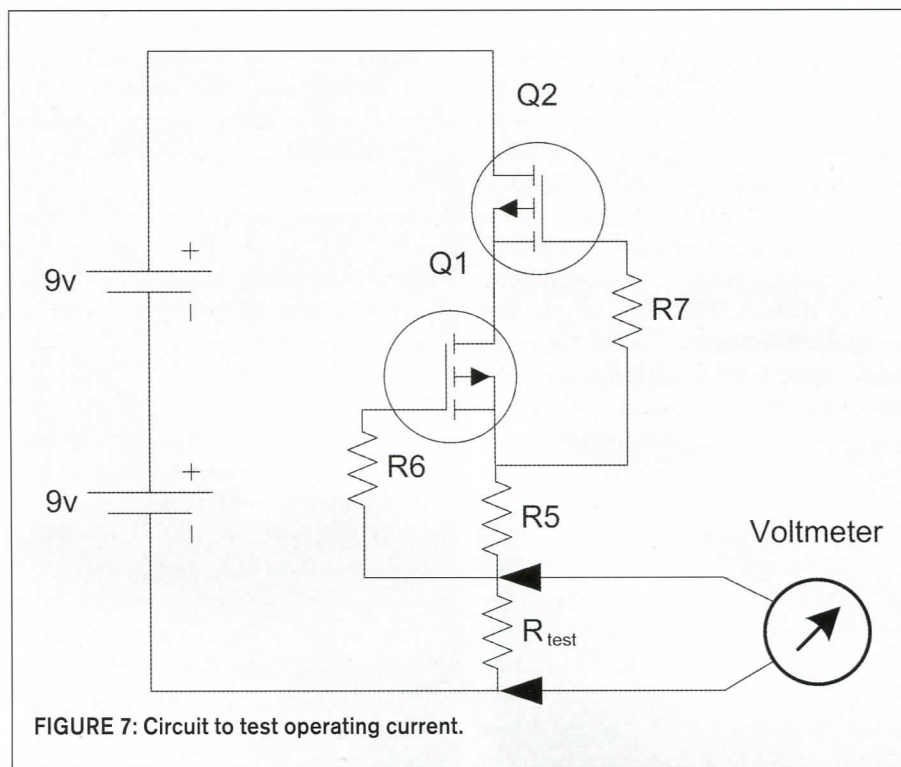 Q2
Q1
+
9v
R7
R6
+
9v
R5
Voltmeter
R test
FIGURE 7: Circuit to test operating current.